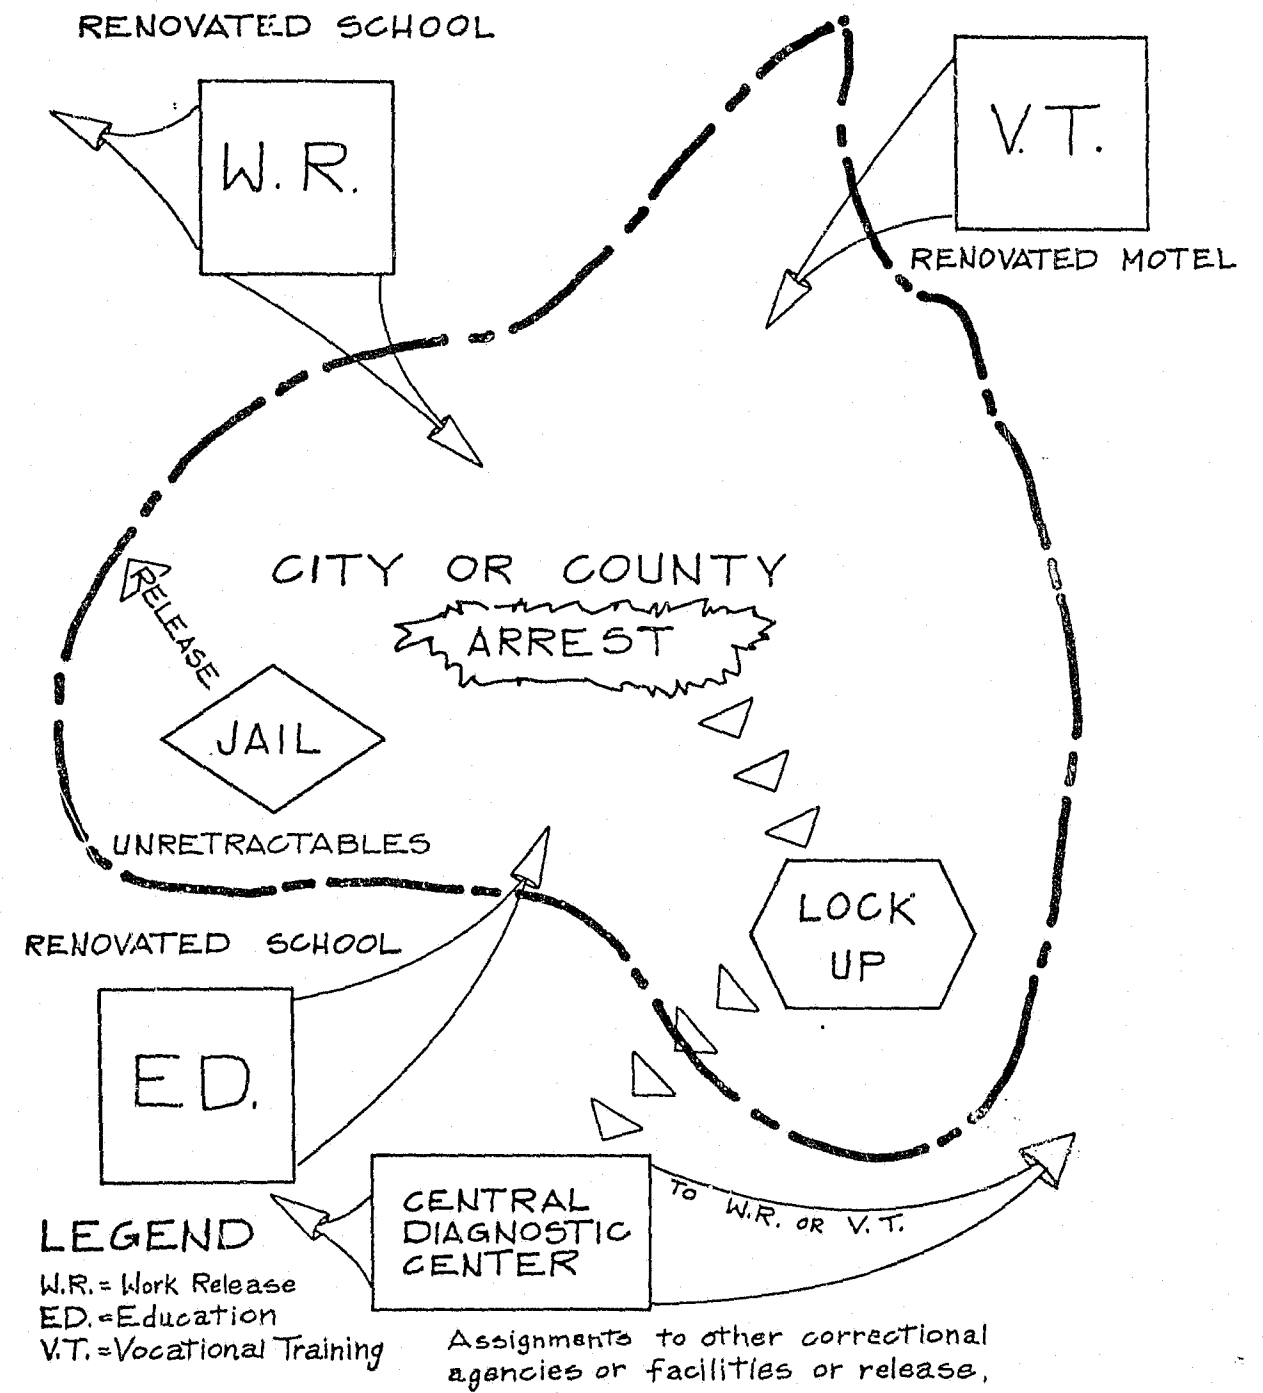 RENOVATED SCHOOL
W. R.
V. T.
RENOVATED MOTEL
CITY OR COUNTY
ARREST
RELEASE
JAIL
UNRETRACTABLES
LOCK
UP
RENOVATED SCHOOL
ED.
CENTRAL
DIAGNOSTIC
CENTER
TO W.R. OR V.T.
LEGEND
W.R. = Work Release
ED. = Education
V.T. = Vocational Training
Assignments to other correctional
agencies or facilities or release,